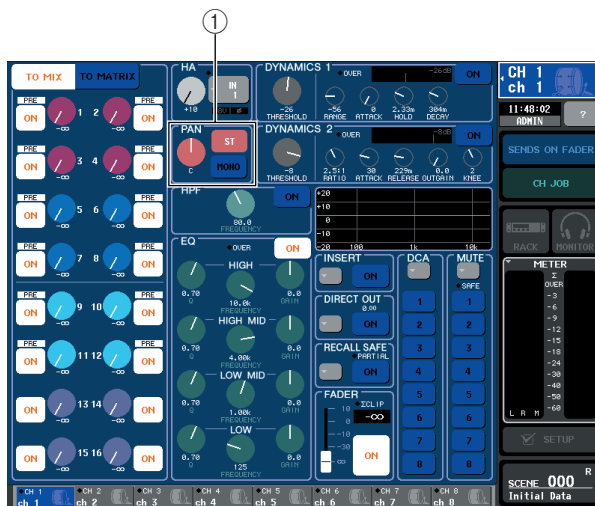 1
TO MIX TO MATRIX
HA
+10
IN
1
DYNAMICS 1
OVER
-26dB
ON
-26
THRESHOLD
-56
RANGE
0
ATTACK
2.33m
HOLD
304m
DECAY
PAN
C
ST
MONO
DYNAMICS 2
OVER
-8dB
ON
-8
THRESHOLD
2.5:1
RATIO
30
ATTACK
229m
RELEASE
0.0
OUTGAIN
2
KNEE
HPF
80.0
FREQUENCY
ON
+20
+10
0
-10
-20 100 1k 10k
EQ
OVER
ON
HIGH
0.70
Q
10.0k
FREQUENCY
0.0
GAIN
HIGH MID
0.70
Q
4.00k
FREQUENCY
0.0
GAIN
LOW MID
0.70
Q
1.00k
FREQUENCY
0.0
GAIN
LOW
0.70
Q
125
FREQUENCY
0.0
GAIN
INSERT
ON
DIRECT OUT
0.00
ON
RECALL SAFE
PARTIAL
ON
FADER
ΣCLIP
10
0
-10
-30
-∞
-∞
ON
DCA
1
2
3
4
5
6
7
8
MUTE
SAFE
1
2
3
4
5
6
7
8
PRE PRE
ON 1 2 ON
-∞ -∞
PRE PRE
ON 3 4 ON
-∞ -∞
PRE PRE
ON 5 6 ON
-∞ -∞
PRE PRE
ON 7 8 ON
-∞ -∞
PRE PRE
ON 9 10 ON
-∞ -∞
PRE PRE
ON 11 12 ON
-∞ -∞
ON 13 14 ON
-∞ -∞
ON 15 16 ON
-∞ -∞
CH 1
ch 1
11:48:02
ADMIN
?
SENDS ON FADER
CH JOB
RACK MONITOR
METER
Σ
OVER
-3
-6
-9
-12
-15
-18
-24
-30
-40
-50
-60
L R M
SETUP
R
SCENE 000
Initial Data
CH 1 CH 2 CH 3 CH 4 CH 5 CH 6 CH 7 CH 8
ch 1 ch 2 ch 3 ch 4 ch 5 ch 6 ch 7 ch 8